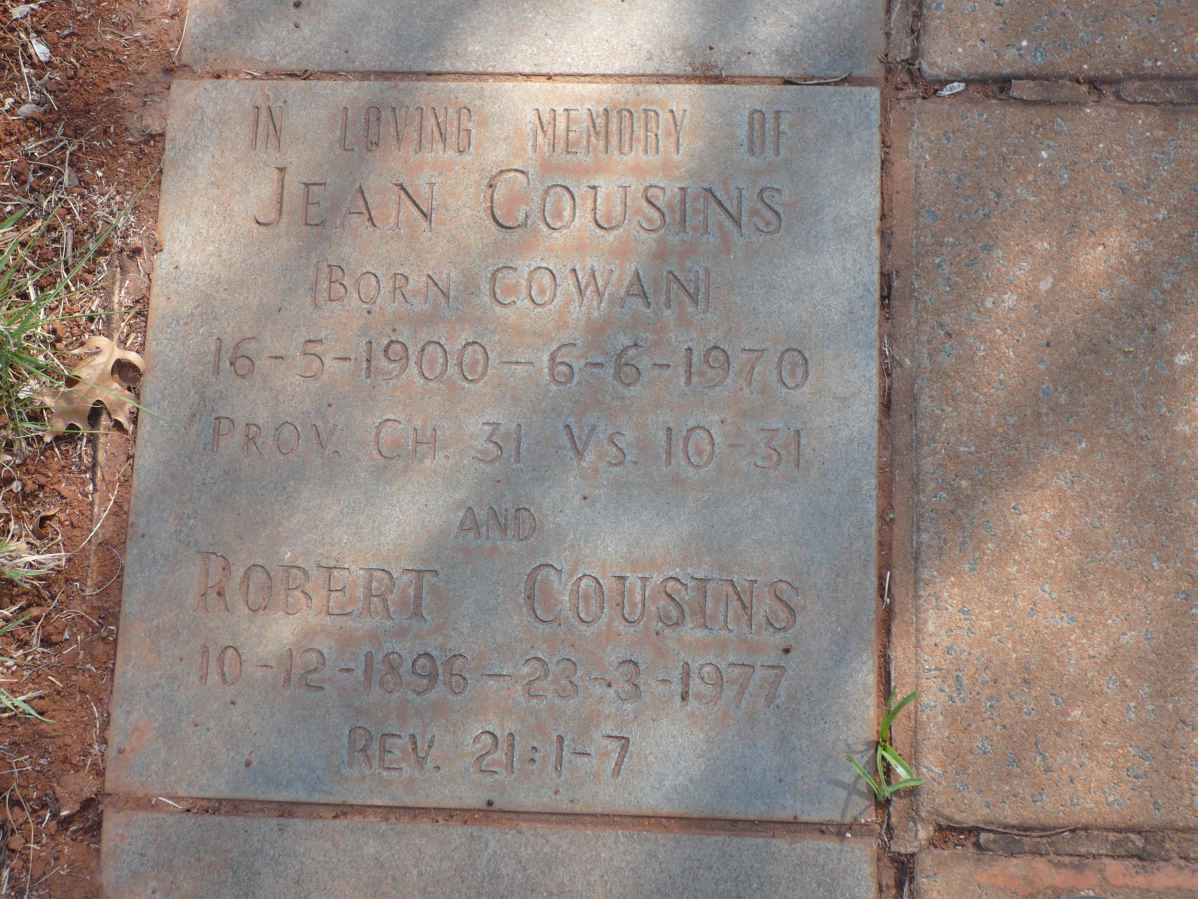 IN LOVING MEMORY OF
JEAN COUSINS
(BORN COWAN)
16-5-1900-6-6-1970
PROV. CH. 31 VS. 10-31
AND
ROBERT COUSINS
10-12-1896-23-3-1977
REV. 21:1-7